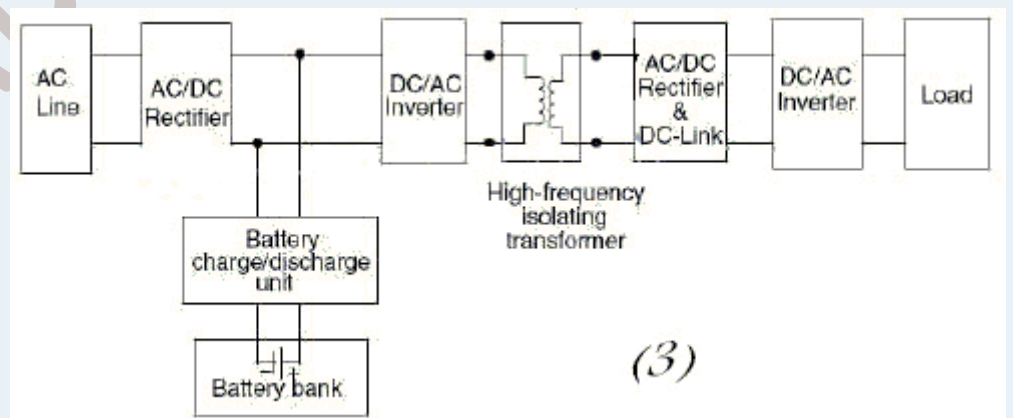 AC
Line
AC/DC
Rectifier
DC/AC
Inverter
High-frequency
isolating
transformer
AC/DC
Rectifier
&
DC-Link
DC/AC
Inverter
Load
Battery
charge/discharge
unit
Battery bank
(3)